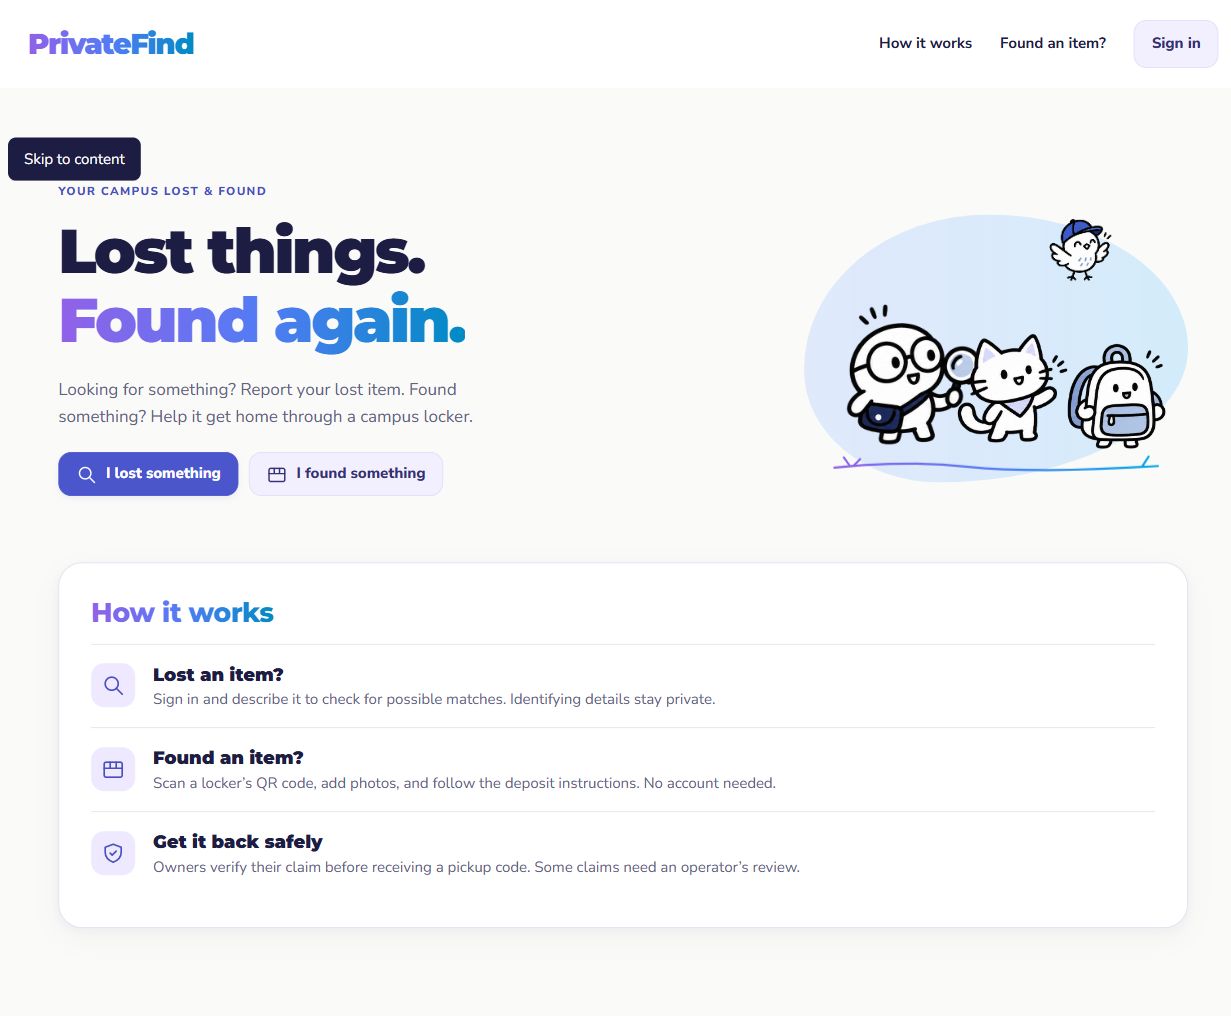 PrivateFind
How it works
Found an item?
Sign in
Skip to content
YOUR CAMPUS LOST & FOUND
Lost things.
Found again.
Looking for something? Report your lost item. Found
something? Help it get home through a campus locker.
I lost something
I found something
How it works
Lost an item?
Sign in and describe it to check for possible matches. Identifying details stay private.
Found an item?
Scan a locker’s QR code, add photos, and follow the deposit instructions. No account needed.
Get it back safely
Owners verify their claim before receiving a pickup code. Some claims need an operator’s review.